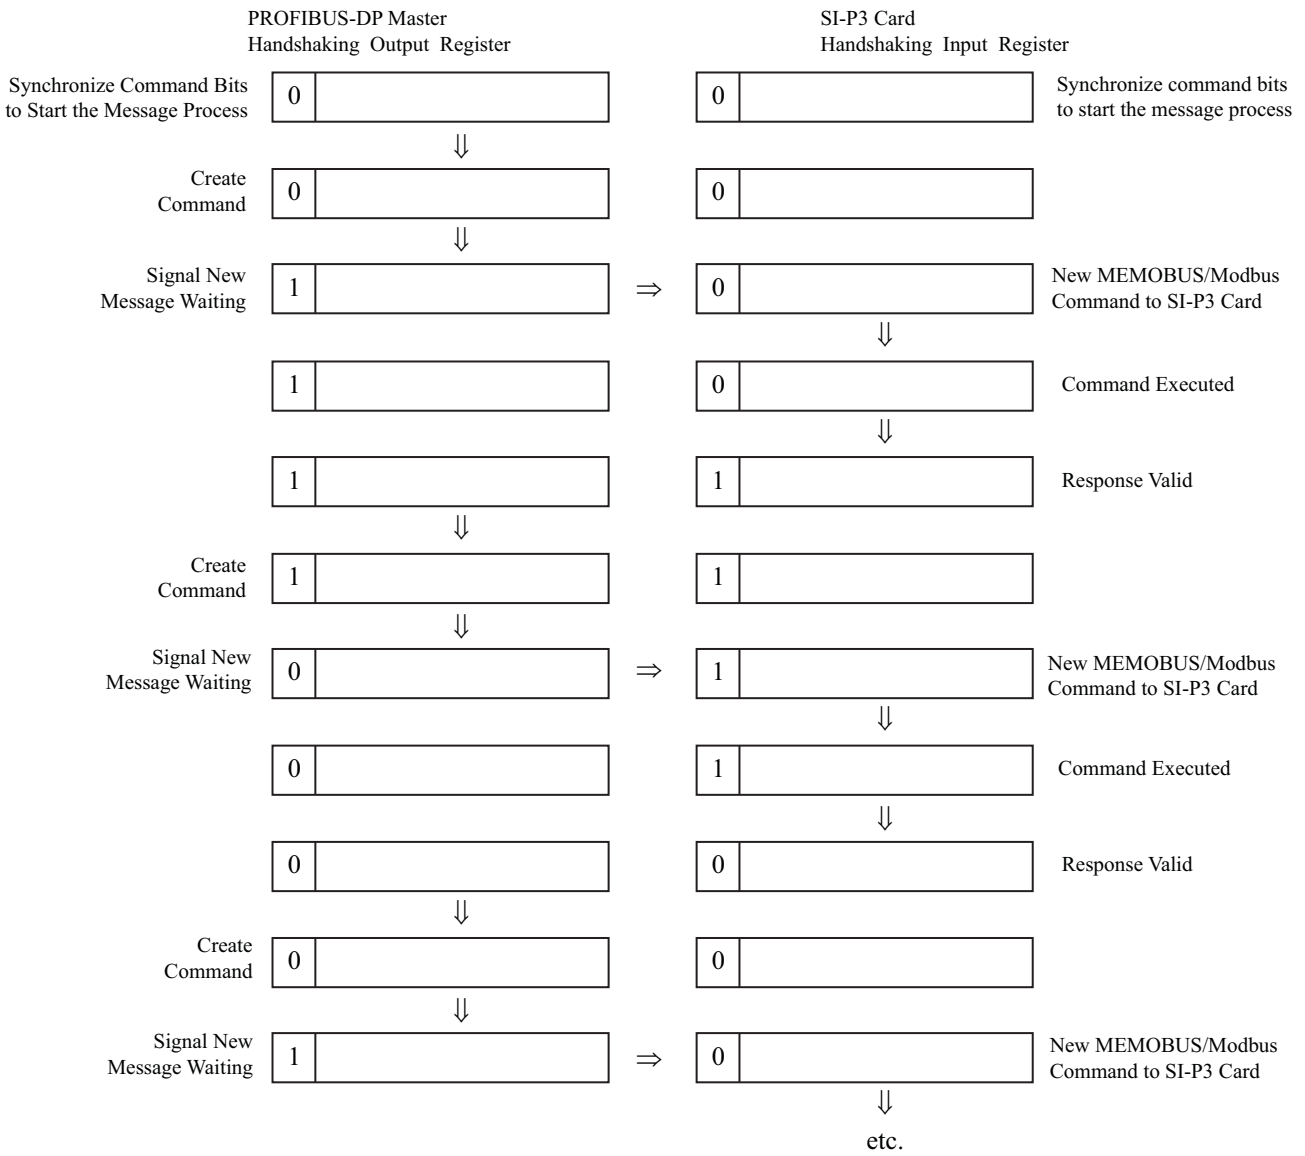 PROFIBUS-DP Master
Handshaking Output Register
SI-P3 Card
Handshaking Input Register
Synchronize Command Bits
to Start the Message Process
0
0
Synchronize command bits
to start the message process
⇓
Create
Command
0
0
⇓
Signal New
Message Waiting
1
⇒
0
New MEMOBUS/Modbus
Command to SI-P3 Card
⇓
1
0
Command Executed
⇓
1
1
Response Valid
⇓
Create
Command
1
1
⇓
Signal New
Message Waiting
0
⇒
1
New MEMOBUS/Modbus
Command to SI-P3 Card
⇓
0
1
Command Executed
⇓
0
0
Response Valid
⇓
Create
Command
0
0
⇓
Signal New
Message Waiting
1
⇒
0
New MEMOBUS/Modbus
Command to SI-P3 Card
⇓
etc.